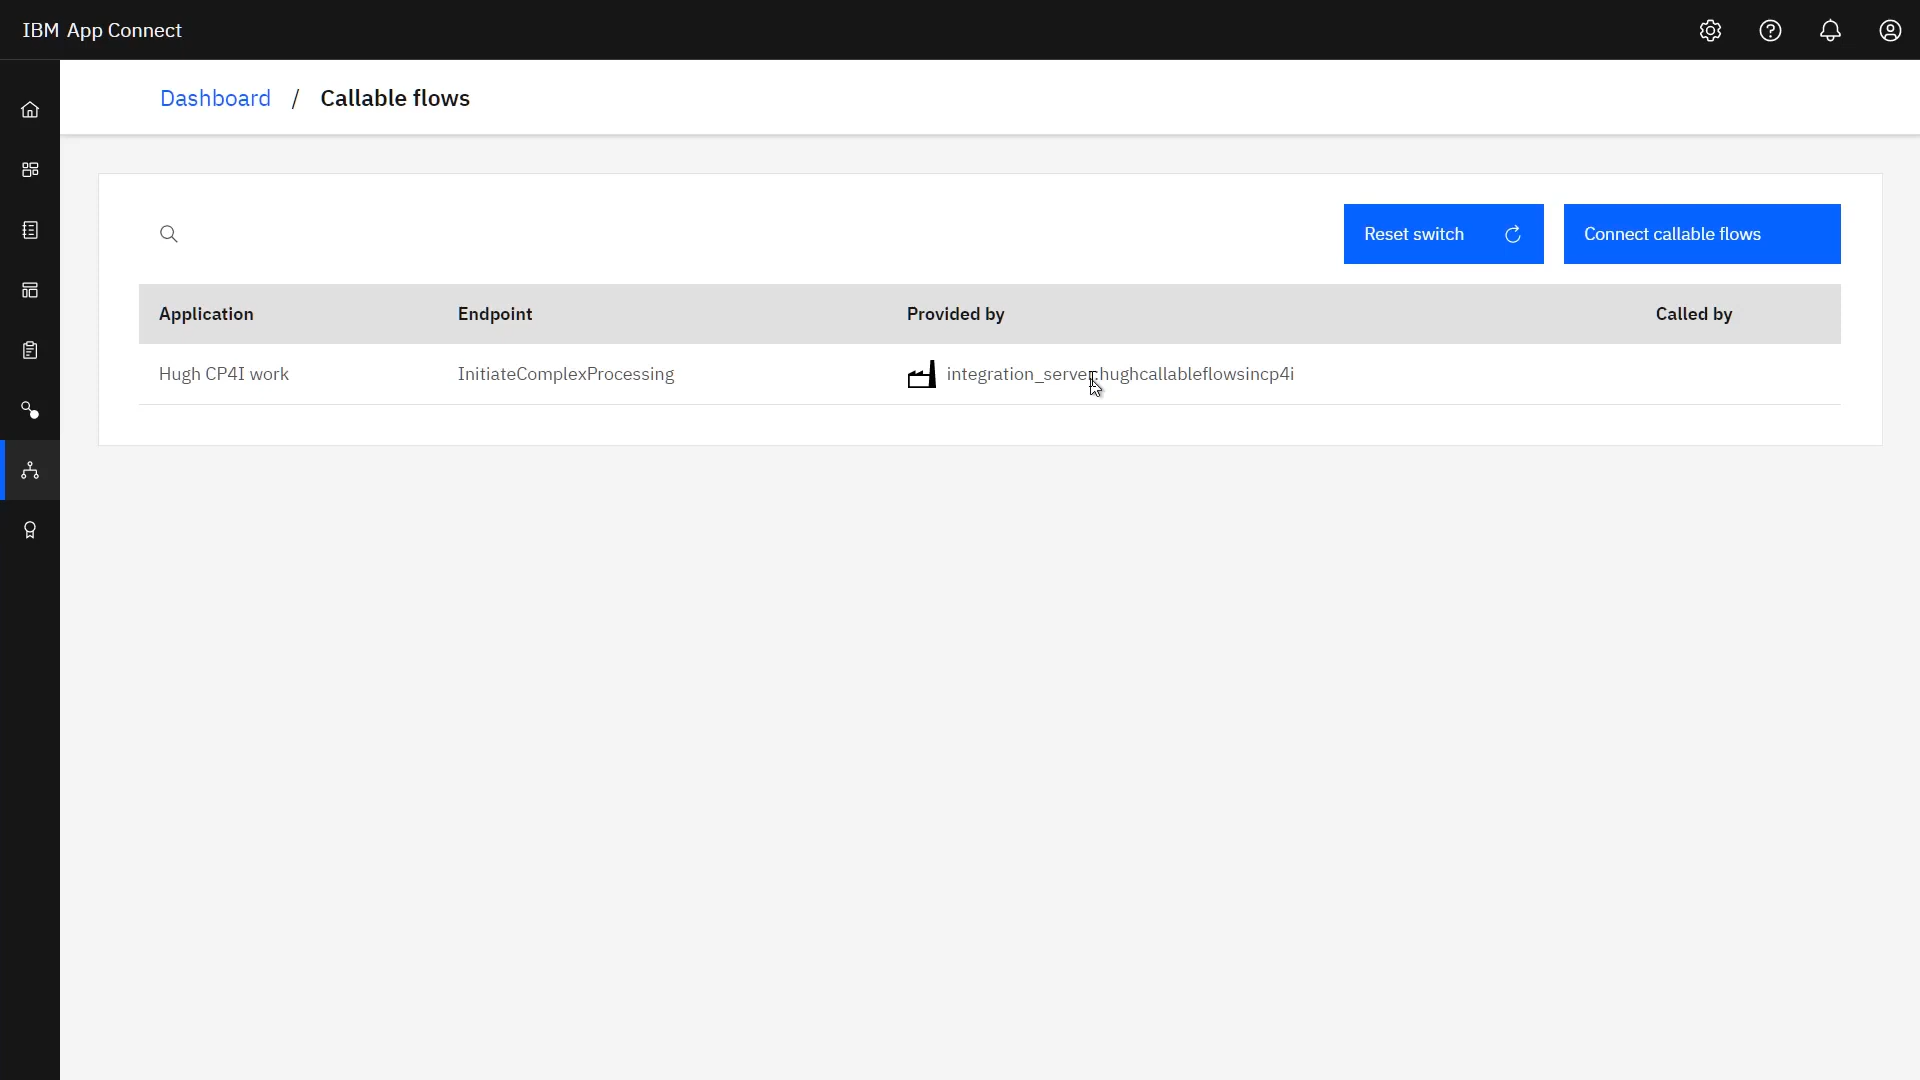 IBM App Connect
Dashboard / Callable flows
Reset switch
Connect callable flows
Application Endpoint Provided by Called by
Hugh CP4I work InitiateComplexProcessing integration_server:hughcallableflowsincp4i